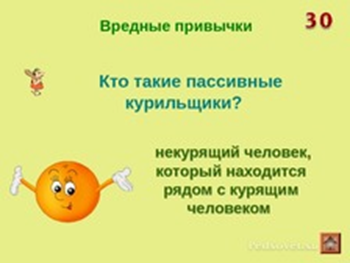 Вредные привычки
30
Кто такие пассивные
курильщики?
некурящий человек,
который находится
рядом с курящим
человеком